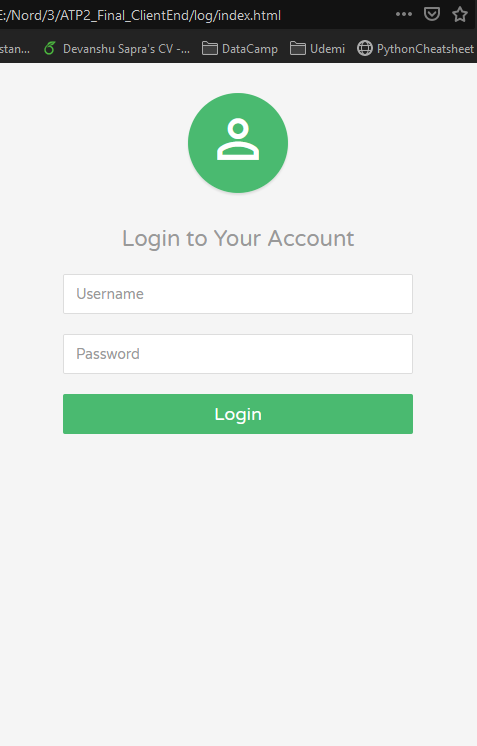 E:/Nord/3/ATP2_Final_ClientEnd/log/index.html
stan... Devanshu Sapra's CV -... DataCamp Udemi PythonCheatsheet
Login to Your Account
Username
Password
Login